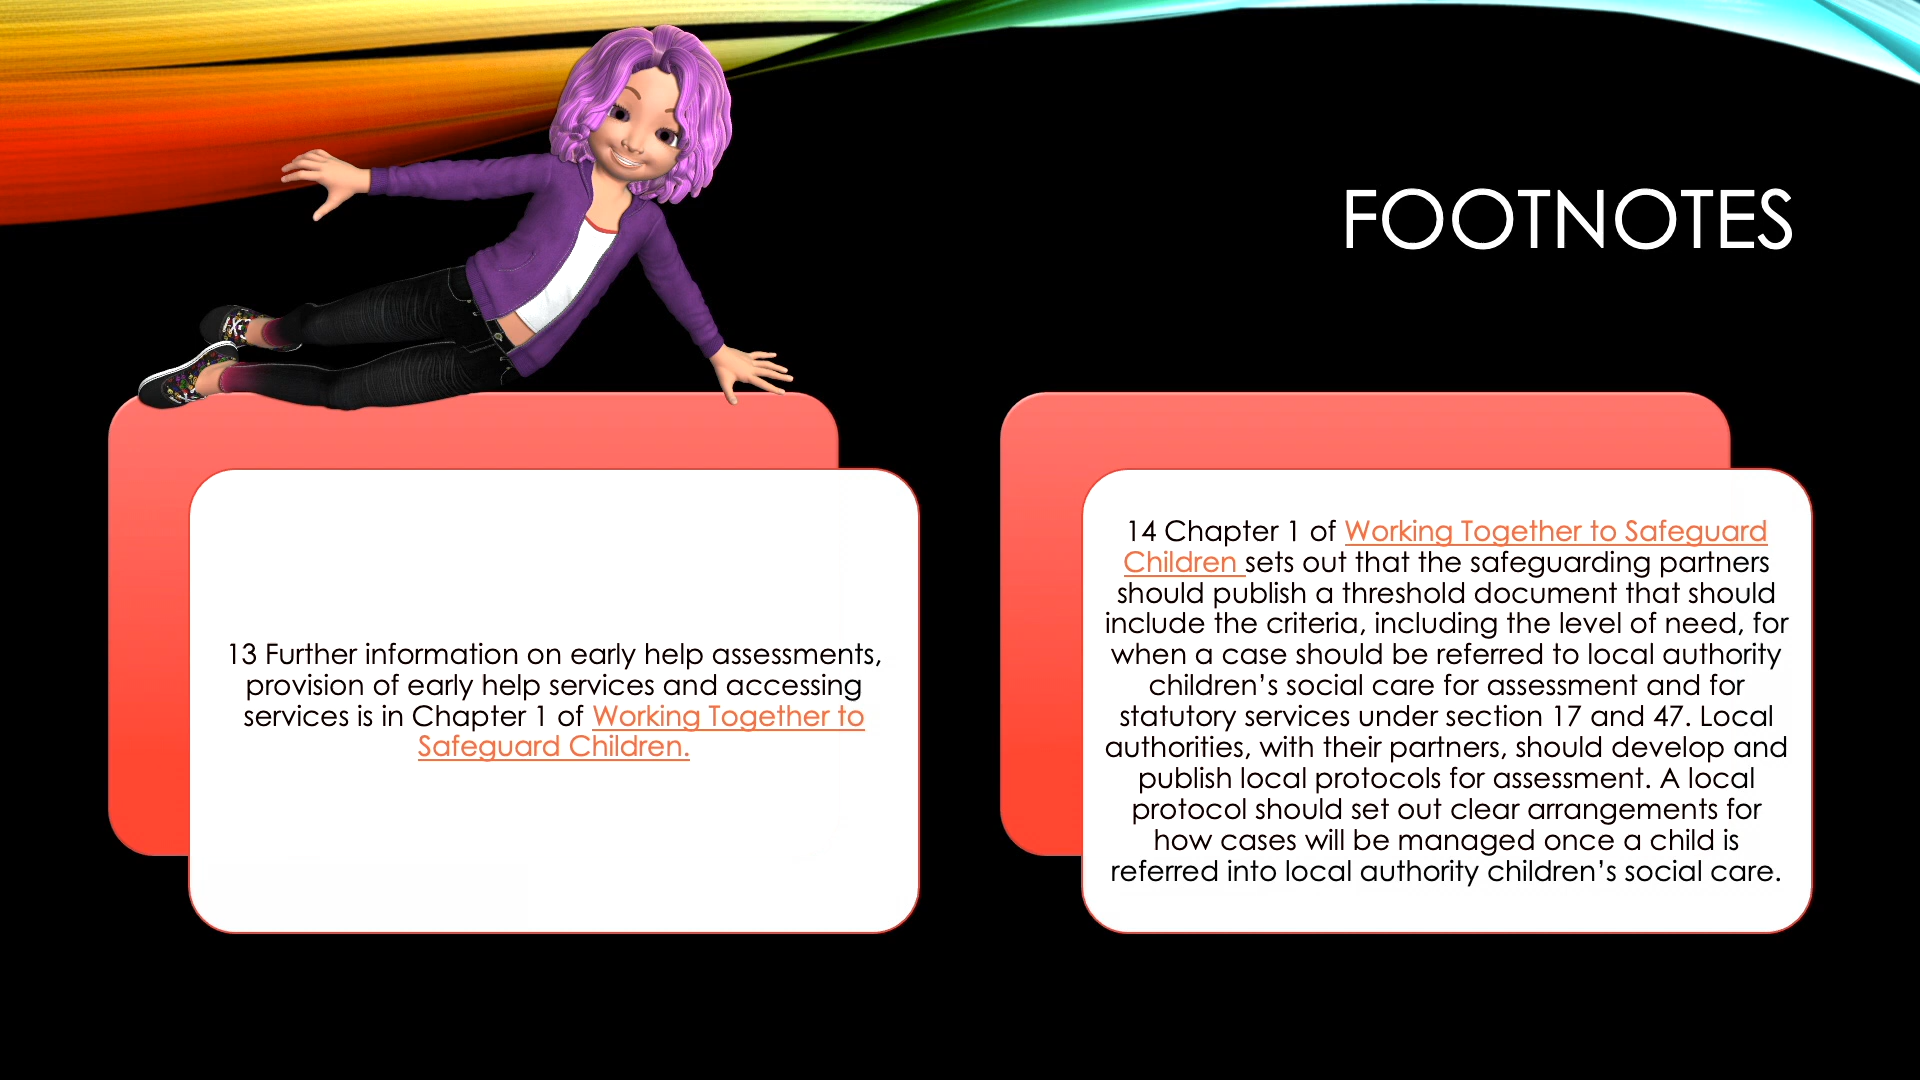 FOOTNOTES
13 Further information on early help assessments,
provision of early help services and accessing
services is in Chapter 1 of Working Together to
Safeguard Children.
14 Chapter 1 of Working Together to Safeguard
Children sets out that the safeguarding partners
should publish a threshold document that should
include the criteria, including the level of need, for
when a case should be referred to local authority
children’s social care for assessment and for
statutory services under section 17 and 47. Local
authorities, with their partners, should develop and
publish local protocols for assessment. A local
protocol should set out clear arrangements for
how cases will be managed once a child is
referred into local authority children’s social care.